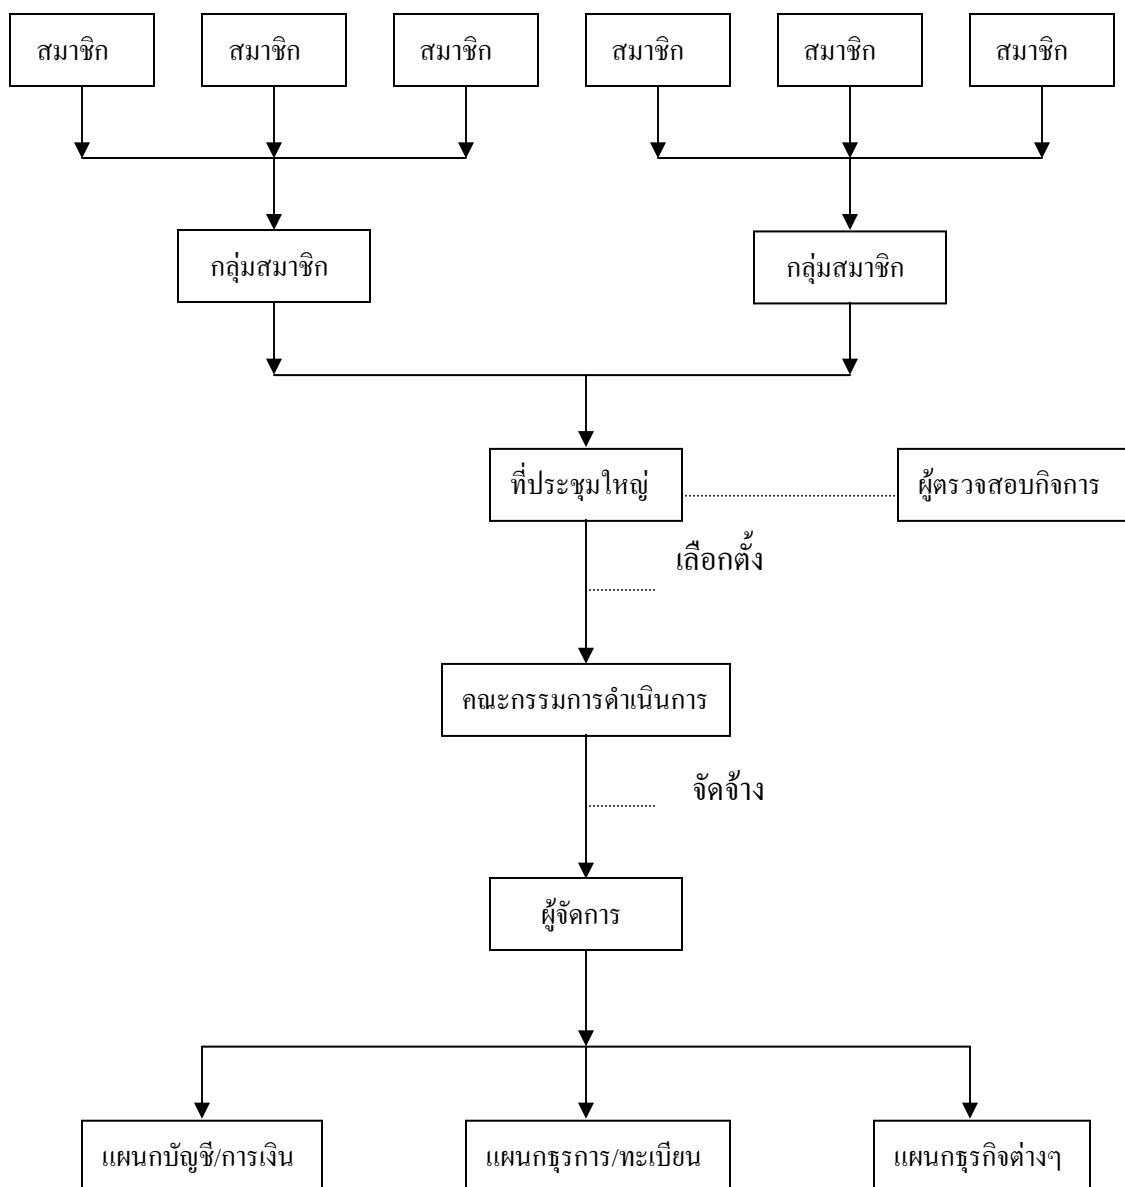 สมาชิก
สมาชิก
สมาชิก
สมาชิก
สมาชิก
สมาชิก
กลุ่มสมาชิก
กลุ่มสมาชิก
ที่ประชุมใหญ่
ผู้ตรวจสอบกิจการ
เลือกตั้ง
คณะกรรมการดำเนินการ
จัดจ้าง
ผู้จัดการ
แผนกบัญชี/การเงิน
แผนกธุรการ/ทะเบียน
แผนกธุรกิจต่างๆ